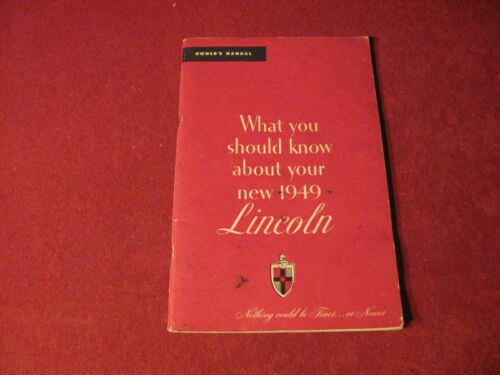 OWNER'S MANUAL
What you
should know
about your
new 1949
Lincoln
Nothing could be Finer...or Newer